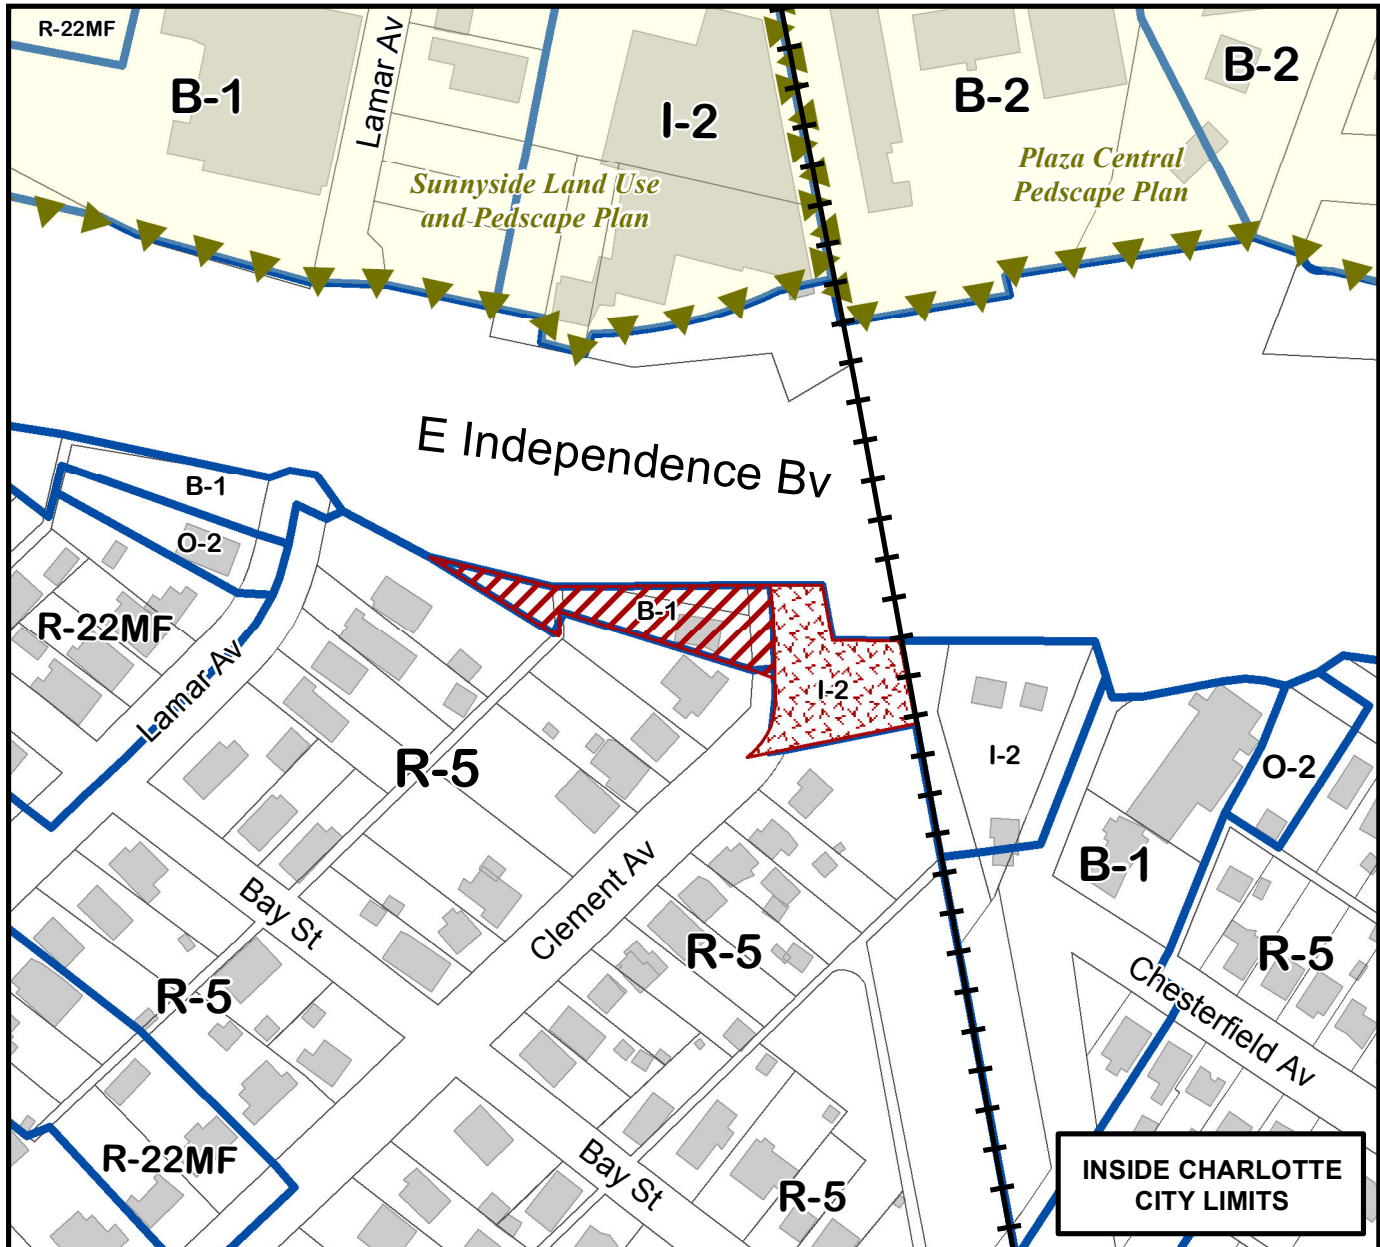 R-22MF
B-1
Lamar Av
I-2
B-2
B-2
Sunnyside Land Use
and Pedscape Plan
Plaza Central
Pedscape Plan
E Independence Bv
B-1
O-2
R-22MF
Lamar Av
B-1
I-2
R-5
I-2
O-2
B-1
Bay St
Clement Av
R-5
R-5
R-5
Chesterfield Av
R-22MF
Bay St
R-5
INSIDE CHARLOTTE
CITY LIMITS